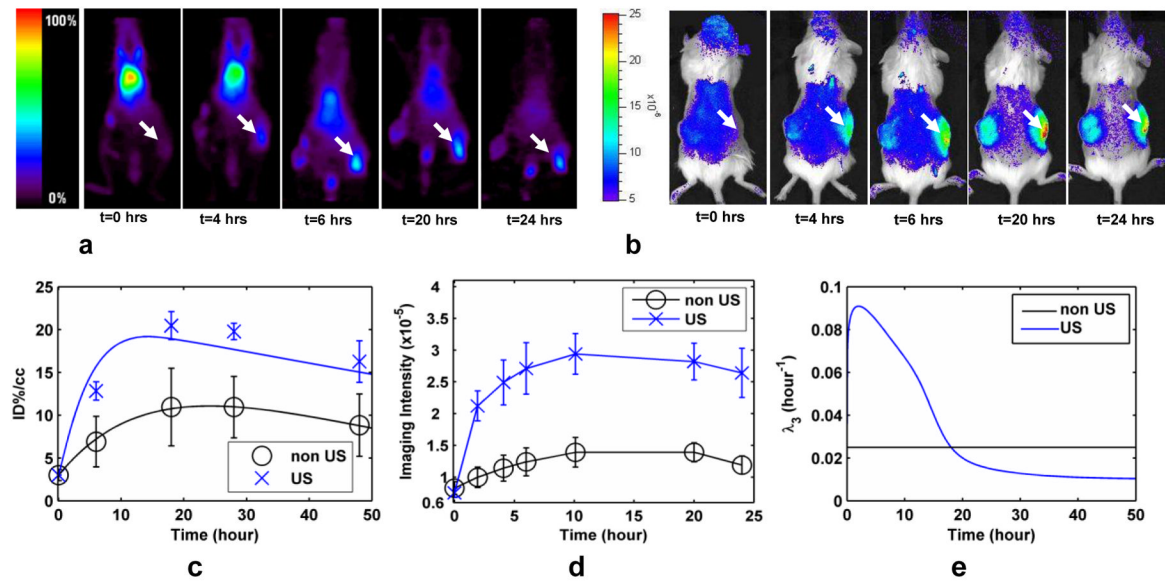 100%
0%
t=0 hrs
t=4 hrs
t=6 hrs
t=20 hrs
t=24 hrs
a
25
20
15
10
5
x10⁻⁶
t=0 hrs
t=4 hrs
t=6 hrs
t=20 hrs
t=24 hrs
b
25
20
15
10
5
0
ID%/cc
non US
US
0
10
20
30
40
50
Time (hour)
c
4
3.5
3
2.5
2
1.5
1
0.6
Imaging Intensity (x10⁻⁵)
non US
US
0
5
10
15
20
25
Time (hour)
d
0.1
0.08
0.06
0.04
0.02
0
λ₃ (hour⁻¹)
non US
US
0
10
20
30
40
50
Time (hour)
e